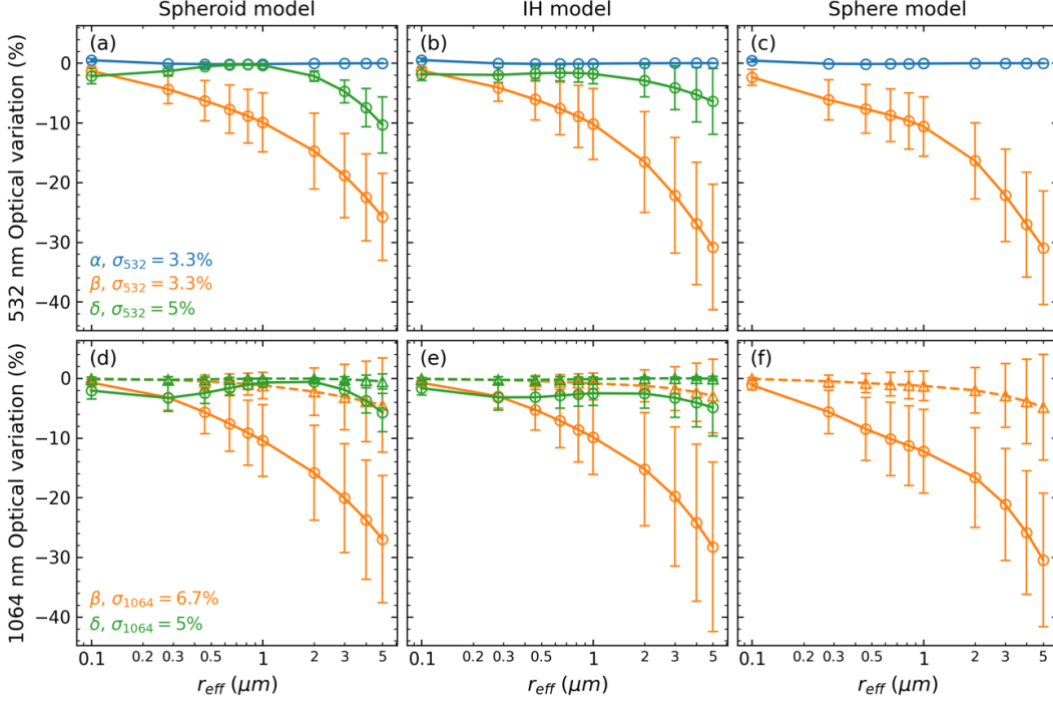 Spheroid model
IH model
Sphere model
532 nm Optical variation (%)
(a)
(b)
(c)
0
−10
−20
−30
−40
α, σ532 = 3.3%
β, σ532 = 3.3%
δ, σ532 = 5%
1064 nm Optical variation (%)
(d)
(e)
(f)
0
−10
−20
−30
−40
β, σ1064 = 6.7%
δ, σ1064 = 5%
0.1 0.2 0.3 0.5 1 2 3 5
0.1 0.2 0.3 0.5 1 2 3 5
0.1 0.2 0.3 0.5 1 2 3 5
reff (μm)
reff (μm)
reff (μm)